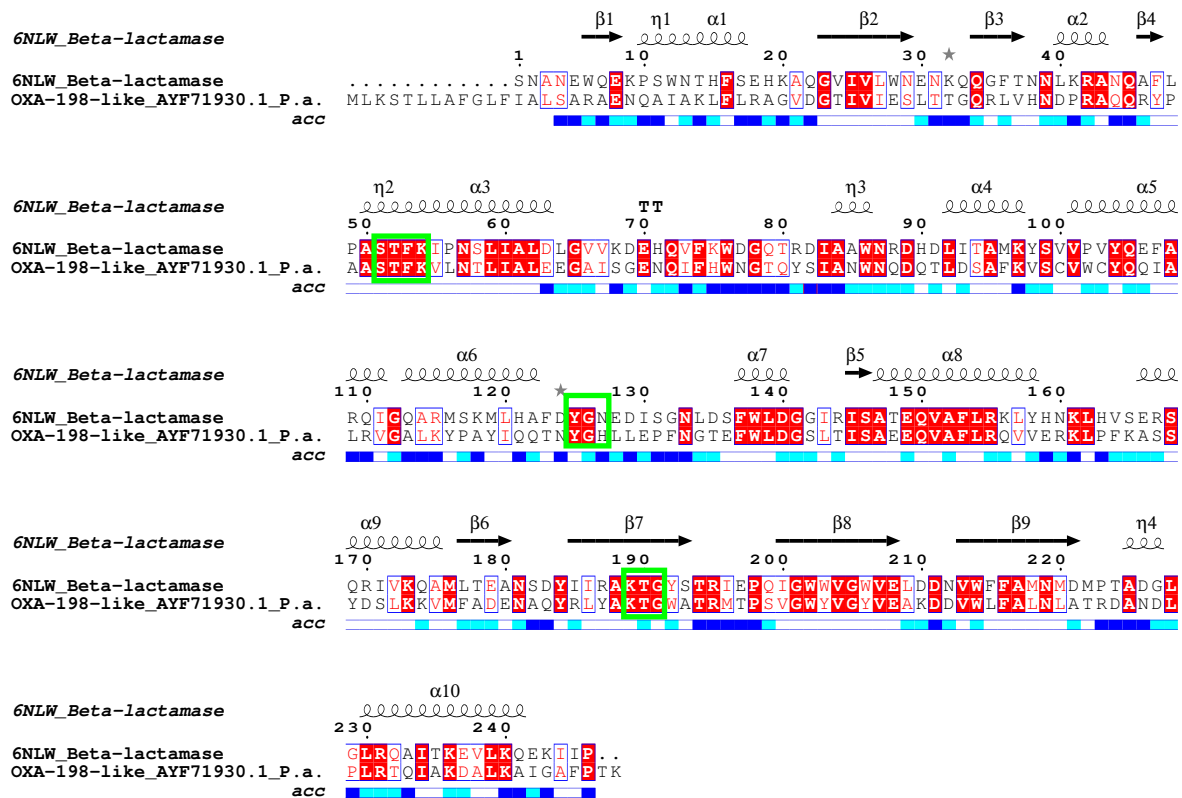 β1 η1 α1 β2 β3 α2 β4
6NLW_Beta-lactamase
1 10 20 30 ★ 40
6NLW_Beta-lactamase ............SNANEWQEKPSWNTHFSEHKAQGVIVLWNENKQQGFTNNLKRANQAFL
OXA-198-like_AYF71930.1_P.a. MLKSTLLAFGLFIALSARAENQAIAKLFLRAGVDGTIVIESLTTGQRLVHNDPRAQQRYP
acc
η2 α3 TT η3 α4 α5
6NLW_Beta-lactamase
50 60 70 80 90 100
6NLW_Beta-lactamase PASTFKIPNSLIALDLGVVKDEHQVFKWDGQTRDIAAWNRDHDLITAMKYSVVPVYQEFA
OXA-198-like_AYF71930.1_P.a. AASTFKVLNTLIALEEGAISGENQIFHWNGTQYSIANWNQDQTLDSAFKVSCVWCYQQIA
acc
α6 α7 β5 α8
6NLW_Beta-lactamase
110 120 ★ 130 140 150 160
6NLW_Beta-lactamase RQIGQARMSKMLHAFDYGNEDISGNLDSFWLDGGIRISATEQVAFLRKLYHNKLHVSERS
OXA-198-like_AYF71930.1_P.a. LRVGALKYPAYIQQTNYGHLLEPFNGTEFWLDGSLTISAEEQVAFLRQVVERKLPFKASS
acc
α9 β6 β7 β8 β9 η4
6NLW_Beta-lactamase
170 180 190 200 210 220
6NLW_Beta-lactamase QRIVKQAMLTEANSDYIIRAKTGYSTRIEPQIGWWVGWVELDDNVWFFAMNMDMPTADGL
OXA-198-like_AYF71930.1_P.a. YDSLKKVMFADENAQYRLYAKTGWATRMTPSVGWYVGYVEAKDDVWLFALNLATRDANDL
acc
α10
6NLW_Beta-lactamase
230 240
6NLW_Beta-lactamase GLRQAITKEVLKQEKIIP..
OXA-198-like_AYF71930.1_P.a. PLRTQIAKDALKAIGAFPTK
acc